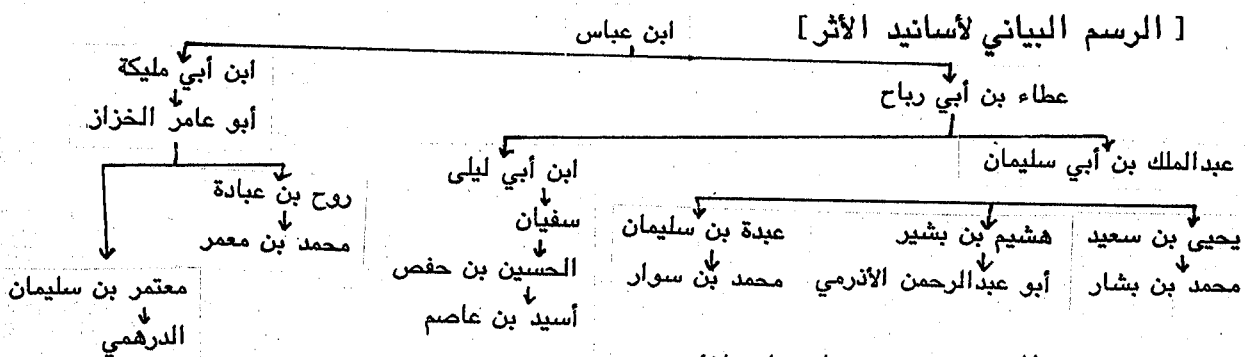 [ الرسم البياني لأسانيد الأثر ]
ابن عباس
عطاء بن أبي رباح
ابن أبي مليكة
أبو عامر الخزاز
عبدالملك بن أبي سليمان
ابن أبي ليلى
روح بن عبادة
يحيى بن سعيد
هشيم بن بشير
عبدة بن سليمان
سفيان
محمد بن معمر
محمد بن بشار
أبو عبدالرحمن الأذرمي
محمد بن سوار
الحسين بن حفص
معتمر بن سليمان
أسيد بن عاصم
الدرهمي